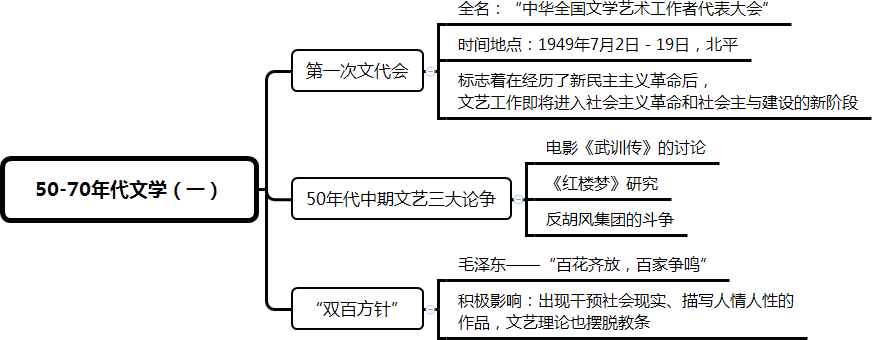 全名：“中华全国文学艺术工作者代表大会”
时间地点：1949年7月2日－19日，北平
第一次文代会
标志着在经历了新民主主义革命后，
文艺工作即将进入社会主义革命和社会主与建设的新阶段
50-70年代文学（一）
电影《武训传》的讨论
50年代中期文艺三大论争
《红楼梦》研究
反胡风集团的斗争
毛泽东——“百花齐放，百家争鸣”
“双百方针”
积极影响：出现干预社会现实、描写人情人性的
作品，文艺理论也摆脱教条